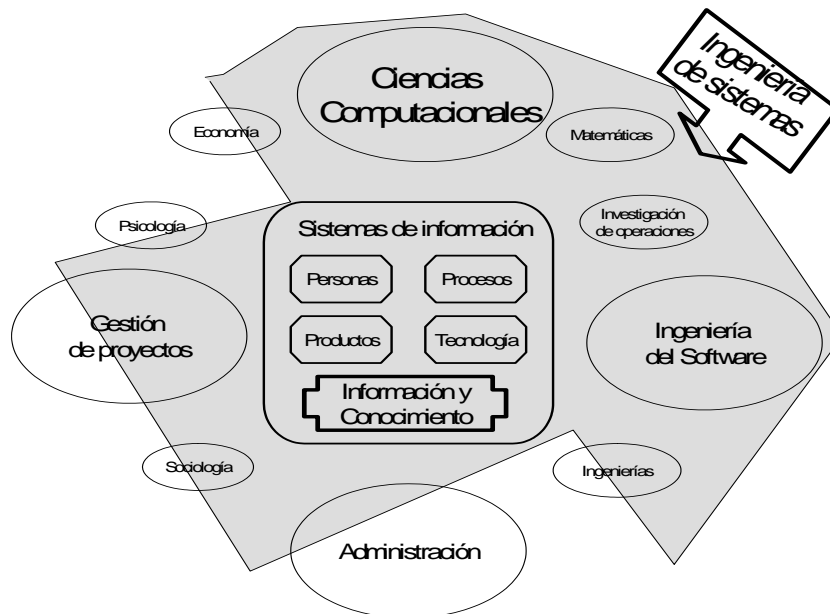 Ciencias
Computacionales
Ingeniería
de sistemas
Economía
Matemáticas
Psicología
Investigación
de operaciones
Sistemas de información
Personas
Procesos
Productos
Tecnología
Información y
Conocimiento
Gestión
de proyectos
Ingeniería
del Software
Sociología
Ingenierías
Administración